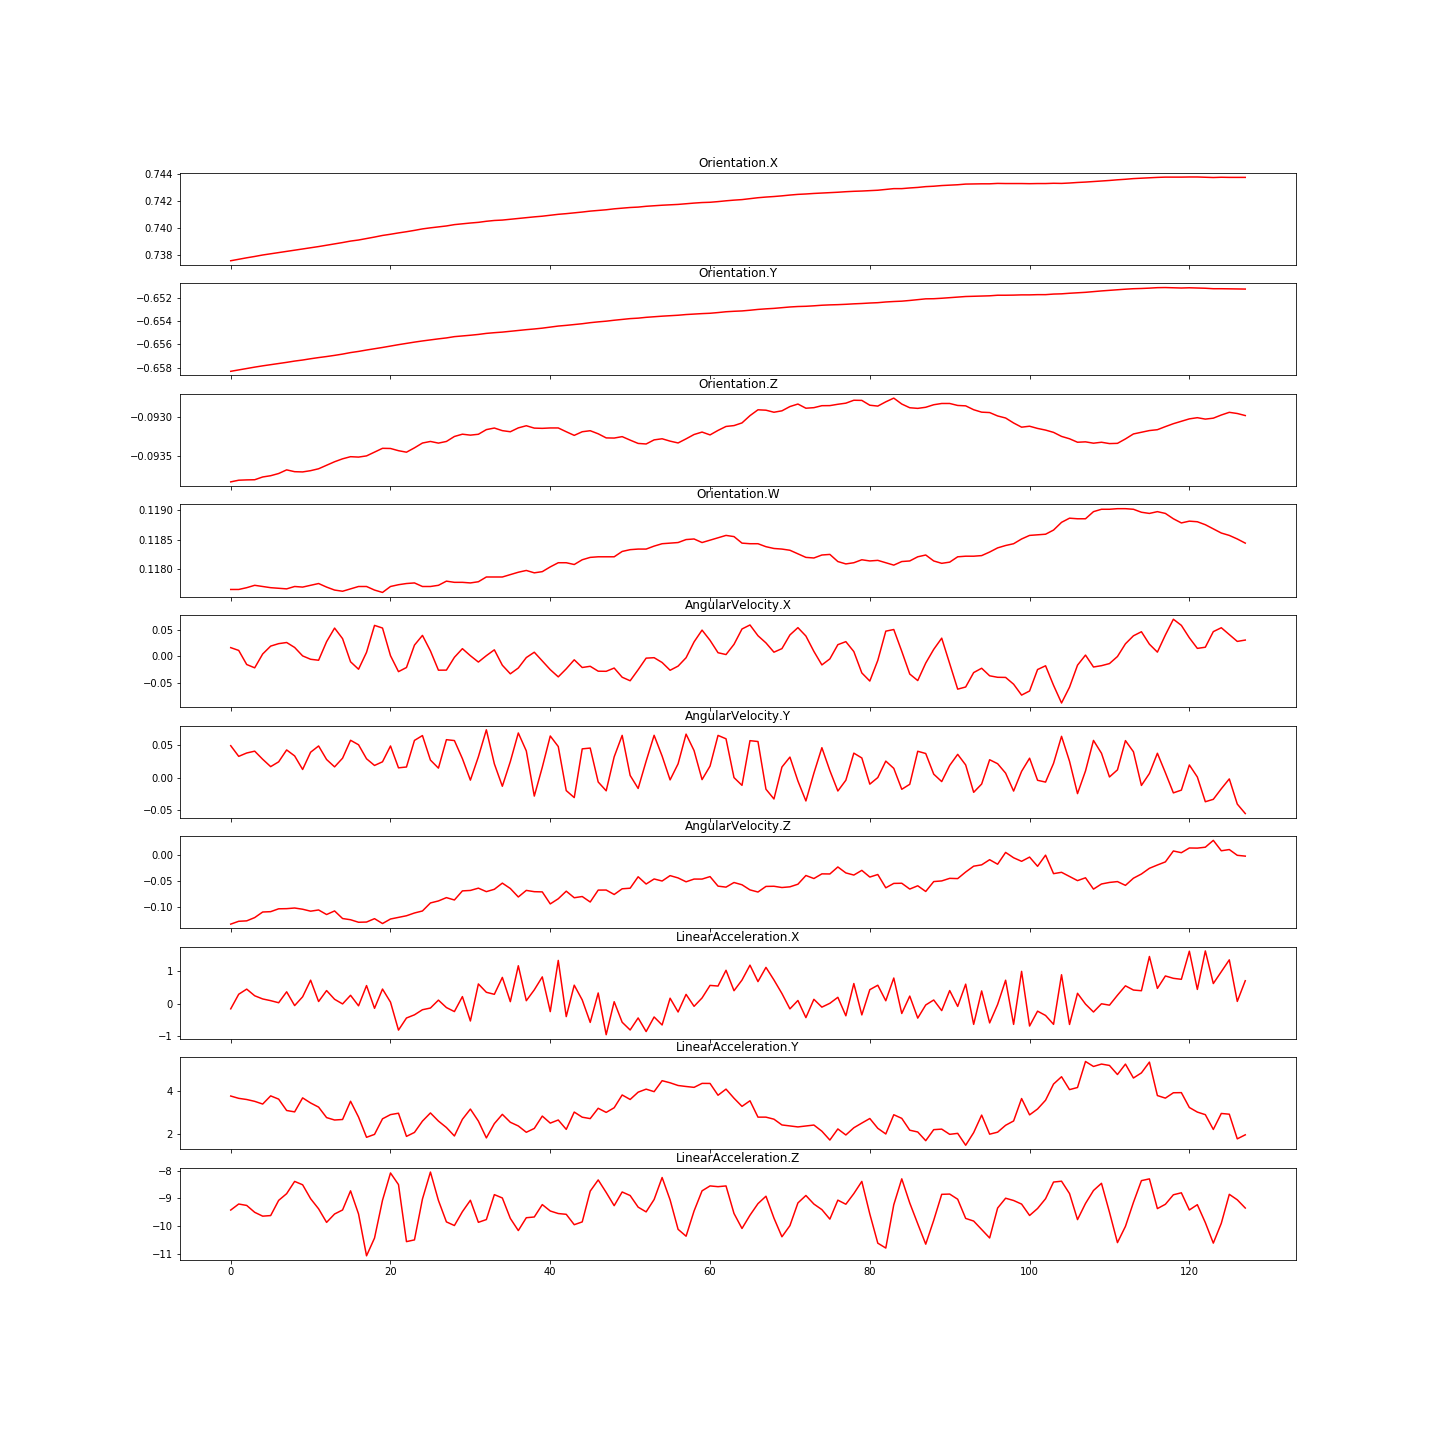 Orientation.X
0.744
0.742
0.740
0.738
Orientation.Y
−0.652
−0.654
−0.656
−0.658
Orientation.Z
−0.0930
−0.0935
Orientation.W
0.1190
0.1185
0.1180
AngularVelocity.X
0.05
0.00
−0.05
AngularVelocity.Y
0.05
0.00
−0.05
AngularVelocity.Z
0.00
−0.05
−0.10
LinearAcceleration.X
1
0
−1
LinearAcceleration.Y
4
2
LinearAcceleration.Z
−8
−9
−10
−11
0 20 40 60 80 100 120